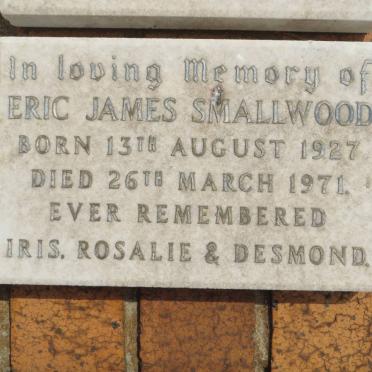 In loving Memory of
ERIC JAMES SMALLWOOD
BORN 13TH AUGUST 1927
DIED 26TH MARCH 1971.
EVER REMEMBERED
IRIS, ROSALIE & DESMOND.